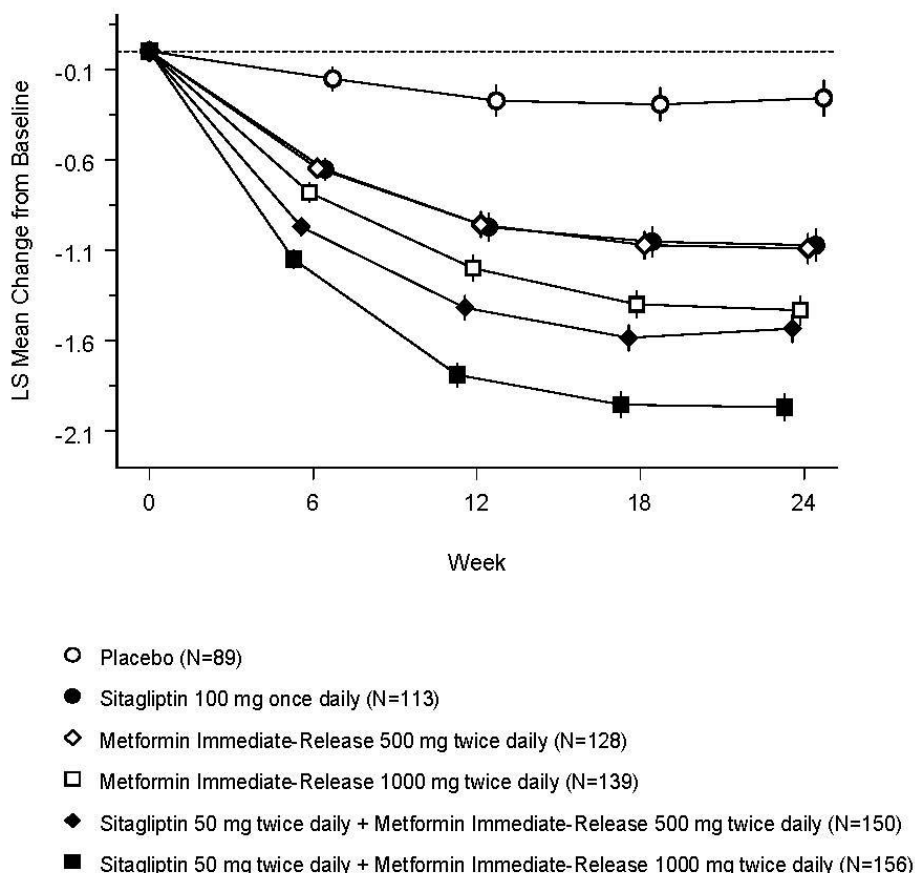 LS Mean Change from Baseline
-0.1
-0.6
-1.1
-1.6
-2.1
0 6 12 18 24
Week
Placebo (N=89)
Sitagliptin 100 mg once daily (N=113)
Metformin Immediate-Release 500 mg twice daily (N=128)
Metformin Immediate-Release 1000 mg twice daily (N=139)
Sitagliptin 50 mg twice daily + Metformin Immediate-Release 500 mg twice daily (N=150)
Sitagliptin 50 mg twice daily + Metformin Immediate-Release 1000 mg twice daily (N=156)